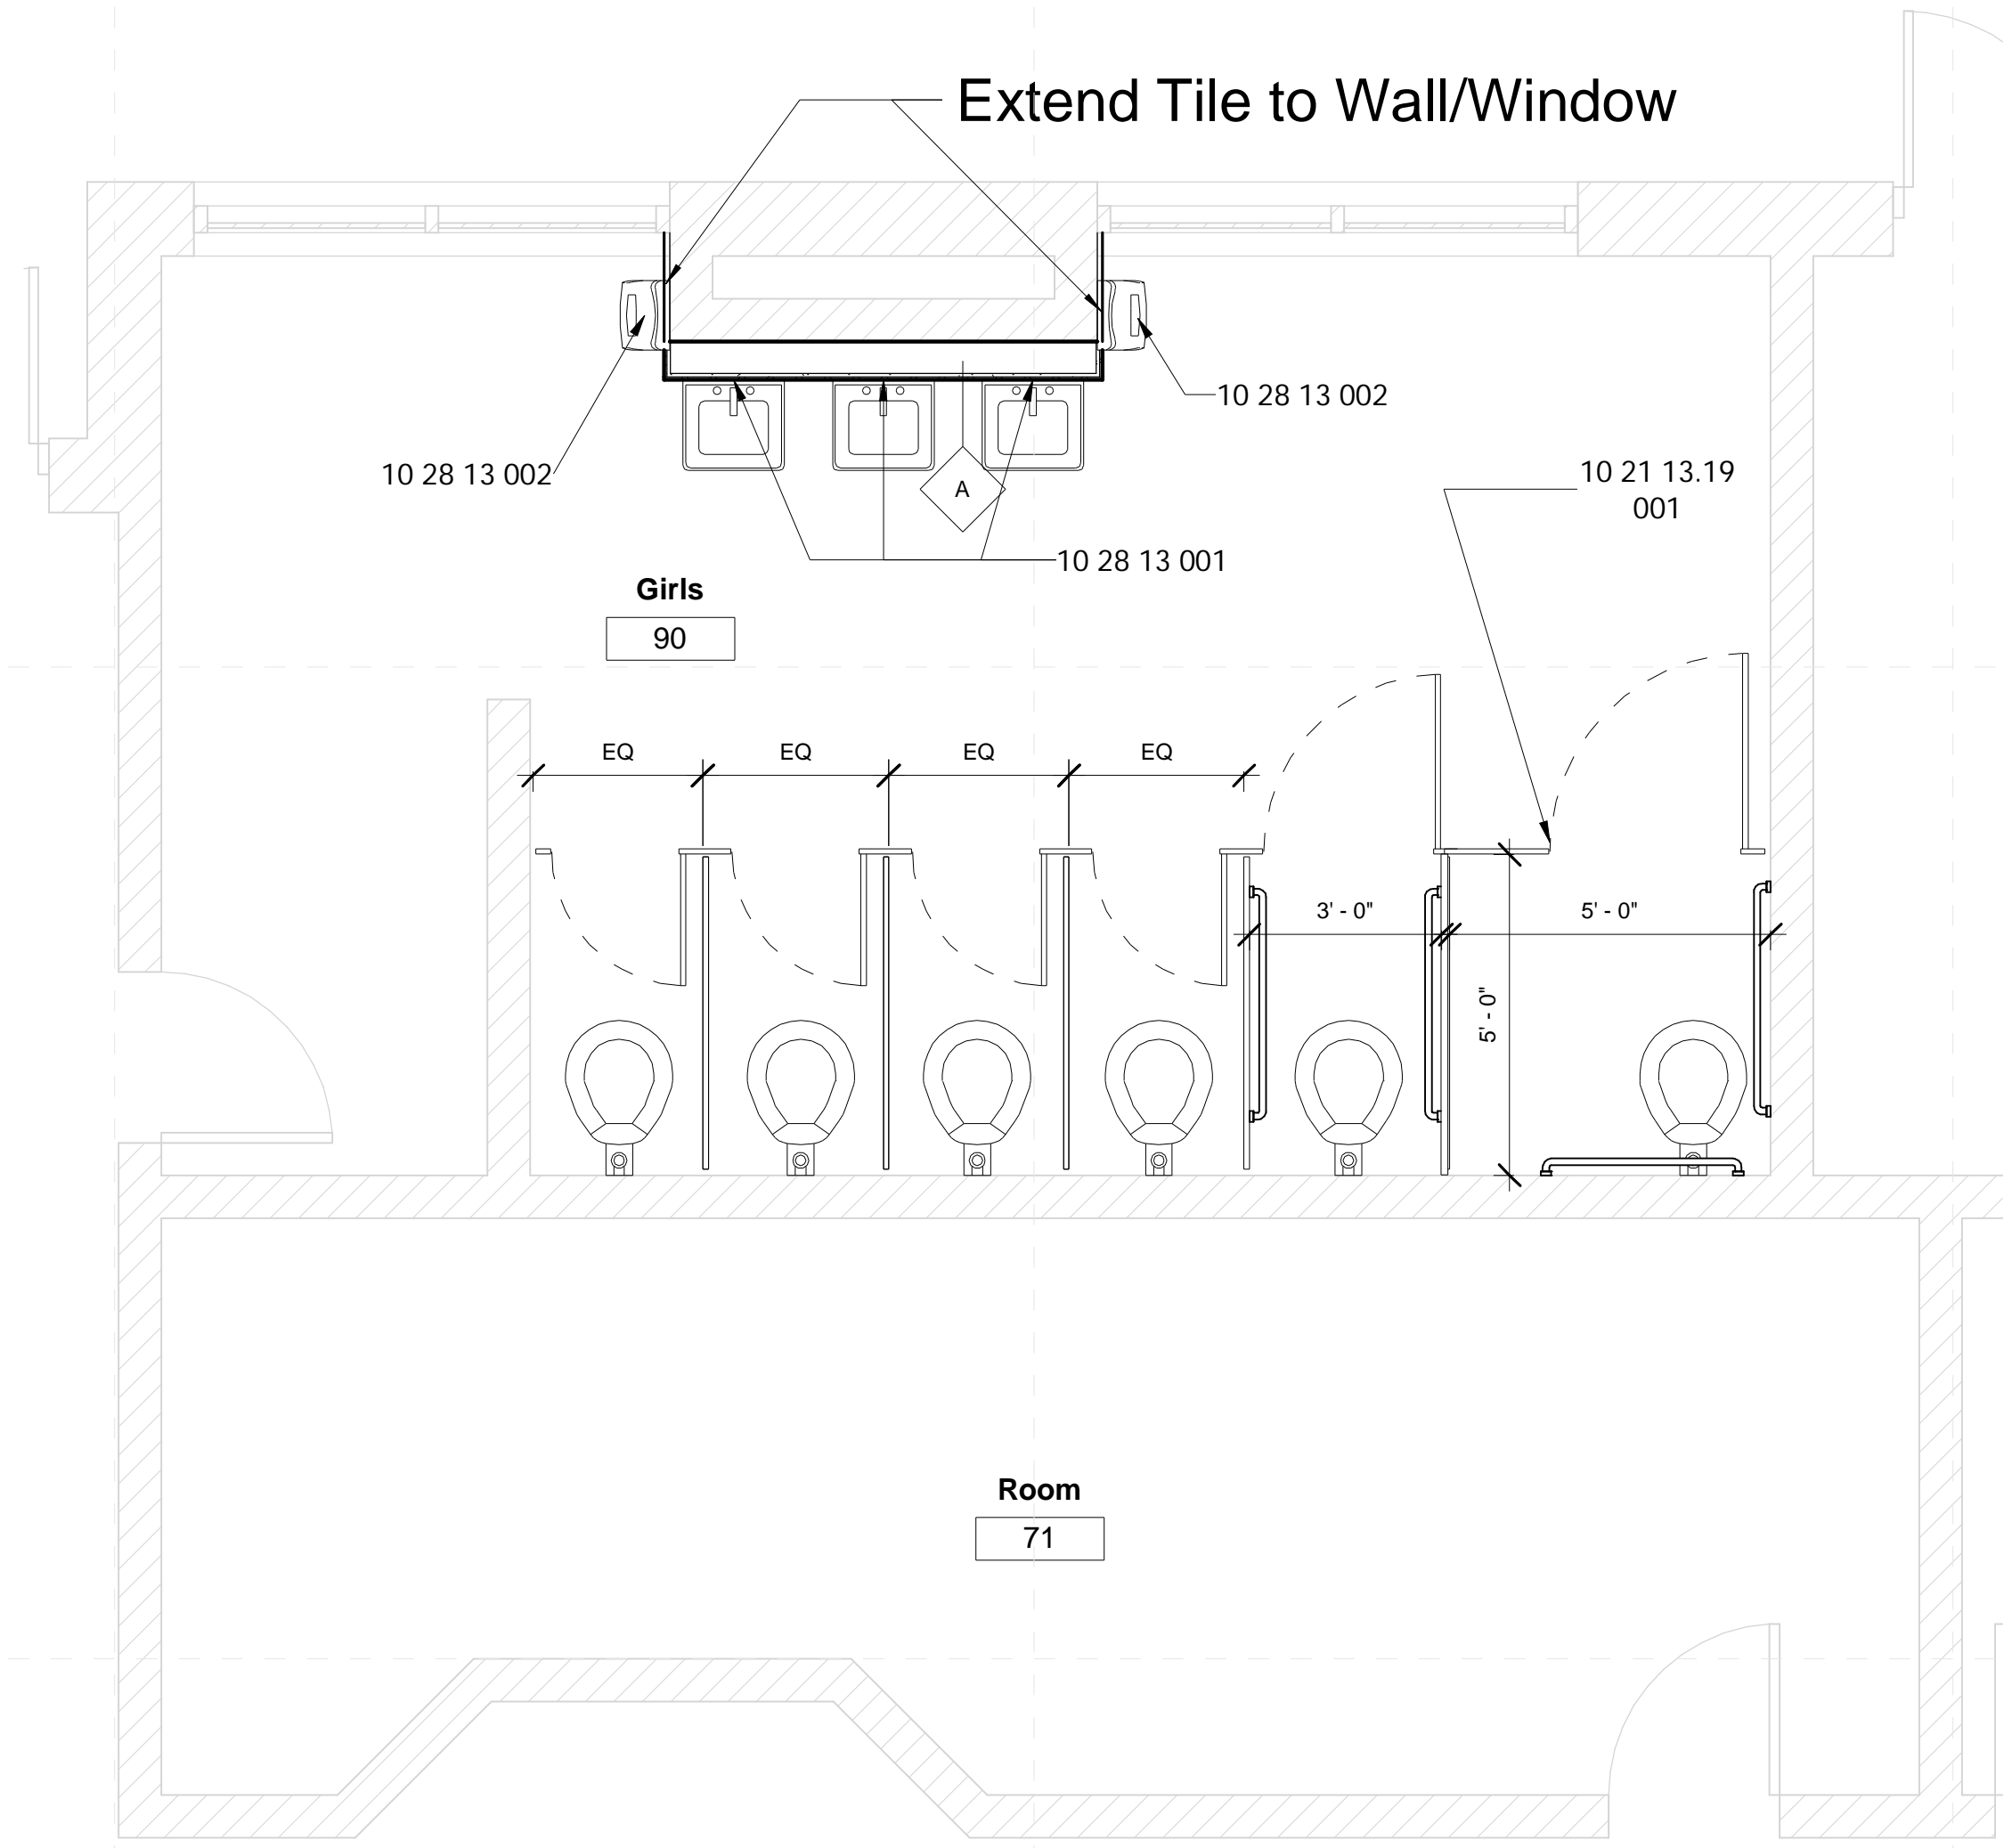 Extend Tile to Wall/Window
10 28 13 002
10 28 13 002
10 21 13.19
001
A
10 28 13 001
Girls
90
EQ
EQ
EQ
EQ
3' - 0"
5' - 0"
5' - 0"
Room
71